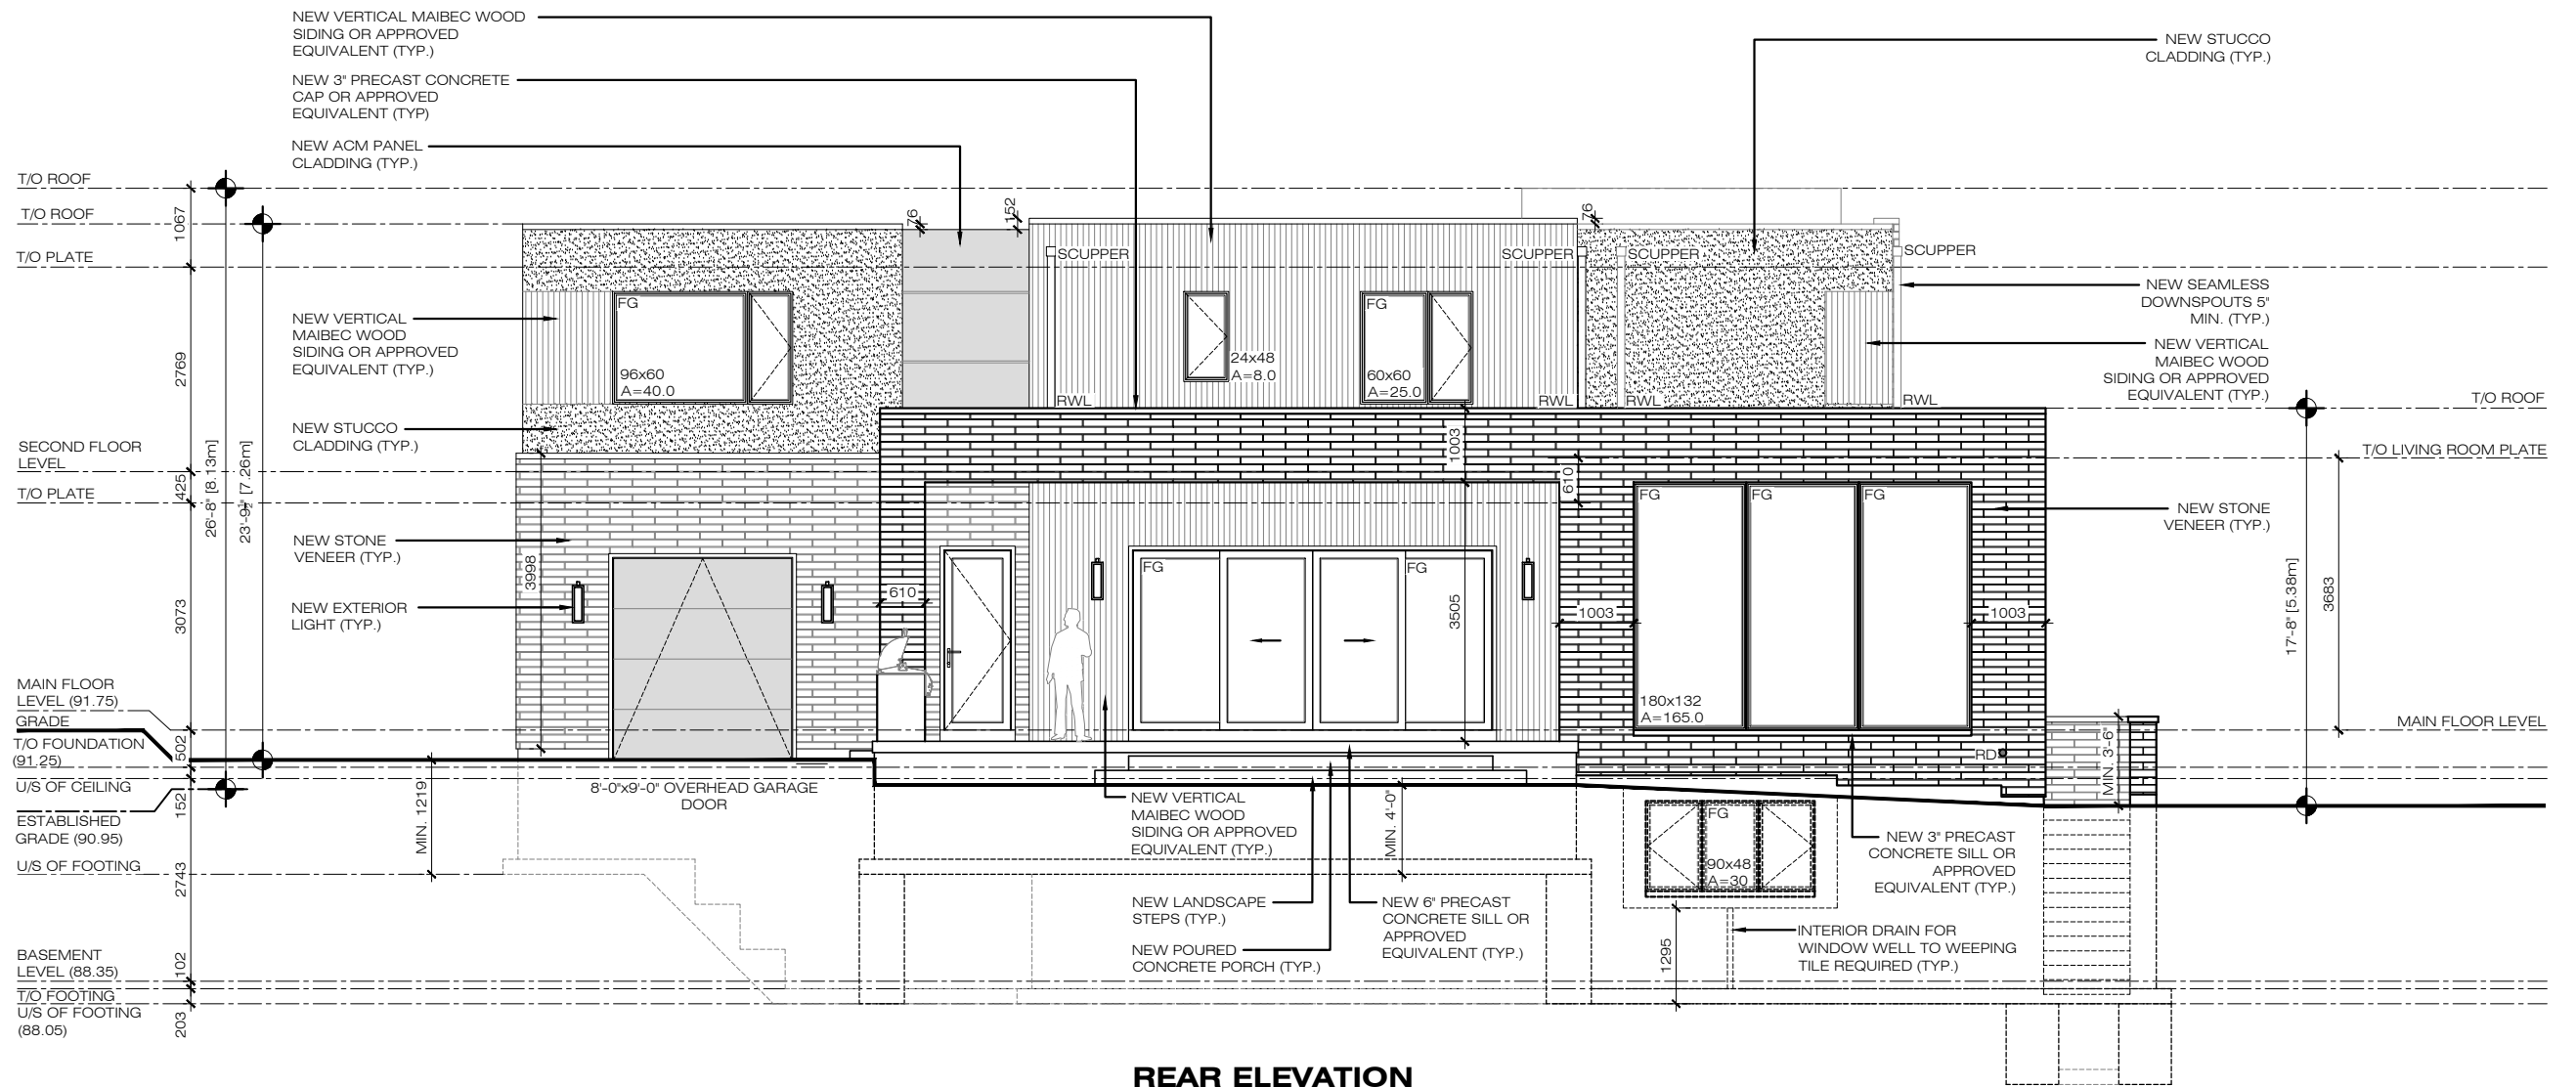 NEW VERTICAL MAIBEC WOOD
SIDING OR APPROVED
EQUIVALENT (TYP.)
NEW 3" PRECAST CONCRETE
CAP OR APPROVED
EQUIVALENT (TYP)
NEW ACM PANEL
CLADDING (TYP.)
NEW STUCCO
CLADDING (TYP.)
T/O ROOF
T/O ROOF
T/O PLATE
1067
76
152
76
SCUPPER
SCUPPER
SCUPPER
SCUPPER
NEW VERTICAL
MAIBEC WOOD
SIDING OR APPROVED
EQUIVALENT (TYP.)
2769
FG
96x60
A=40.0
24x48
A=8.0
FG
60x60
A=25.0
NEW SEAMLESS
DOWNSPOUTS 5"
MIN. (TYP.)
NEW VERTICAL
MAIBEC WOOD
SIDING OR APPROVED
EQUIVALENT (TYP.)
RWL
RWL
RWL
RWL
T/O ROOF
NEW STUCCO
CLADDING (TYP.)
SECOND FLOOR
LEVEL
425
T/O PLATE
26'-8" [8.13m]
23'-9½" [7.26m]
1003
610
T/O LIVING ROOM PLATE
FG
FG
FG
NEW STONE
VENEER (TYP.)
NEW STONE
VENEER (TYP.)
3998
FG
FG
NEW EXTERIOR
LIGHT (TYP.)
3073
610
3505
1003
1003
17'-8" [5.38m]
3683
180x132
A=165.0
MAIN FLOOR
LEVEL (91.75)
GRADE
T/O FOUNDATION
(91.25)
502
MAIN FLOOR LEVEL
RD
MIN. 3'-6"
U/S OF CEILING
152
ESTABLISHED
GRADE (90.95)
MIN. 1219
8'-0"x9'-0" OVERHEAD GARAGE
DOOR
NEW VERTICAL
MAIBEC WOOD
SIDING OR APPROVED
EQUIVALENT (TYP.)
MIN. 4'-0"
FG
90x48
A=30
NEW 3" PRECAST
CONCRETE SILL OR
APPROVED
EQUIVALENT (TYP.)
U/S OF FOOTING
2743
NEW LANDSCAPE
STEPS (TYP.)
NEW 6" PRECAST
CONCRETE SILL OR
APPROVED
EQUIVALENT (TYP.)
NEW POURED
CONCRETE PORCH (TYP.)
1295
INTERIOR DRAIN FOR
WINDOW WELL TO WEEPING
TILE REQUIRED (TYP.)
BASEMENT
LEVEL (88.35)
102
T/O FOOTING
U/S OF FOOTING
(88.05)
203
REAR ELEVATION